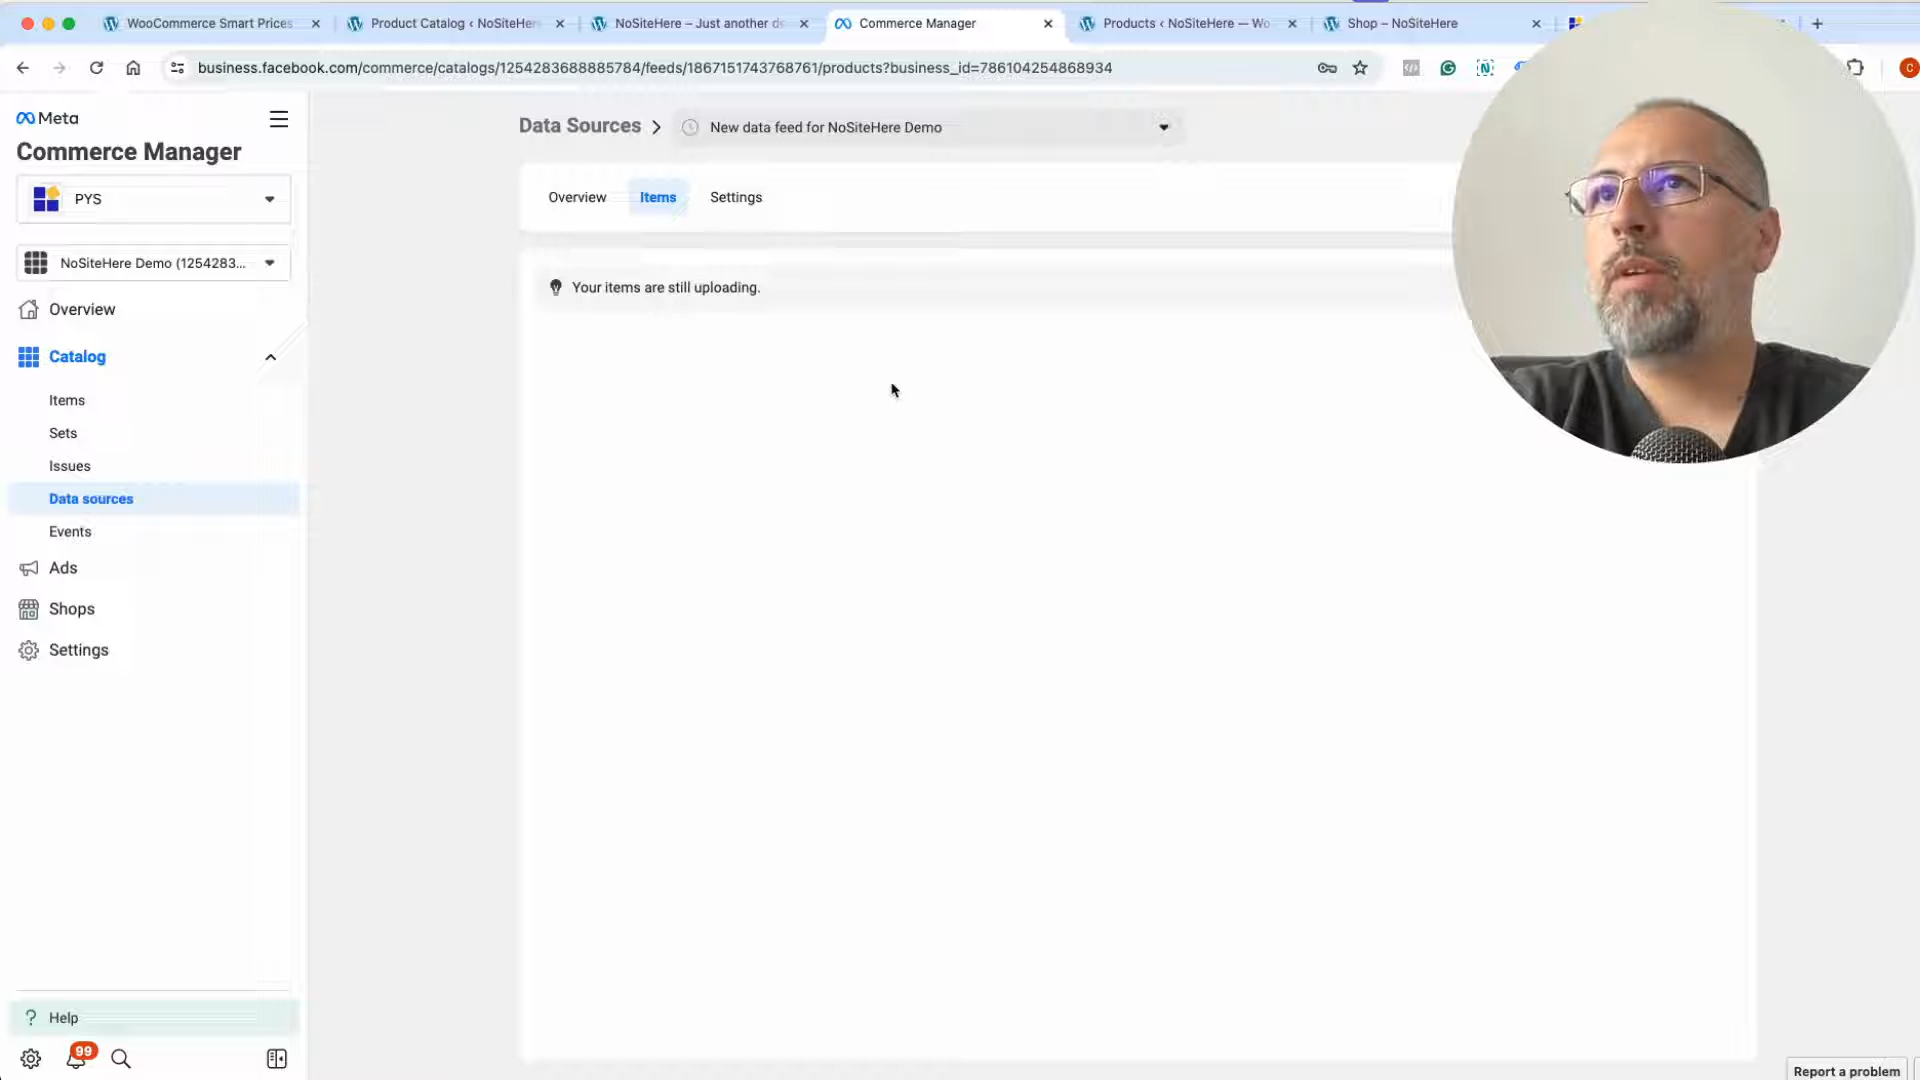 WooCommerce Smart Prices
Product Catalog ‹ NoSiteHere
NoSiteHere – Just another de
Commerce Manager
Products ‹ NoSiteHere — Wo
Shop – NoSiteHere
business.facebook.com/commerce/catalogs/1254283688885784/feeds/1867151743768761/products?business_id=786104254868934
Meta
Commerce Manager
PYS
NoSiteHere Demo (1254283...
Overview
Catalog
Items
Sets
Issues
Data sources
Events
Ads
Shops
Settings
Help
99
Data Sources
New data feed for NoSiteHere Demo
Overview
Items
Settings
Your items are still uploading.
Report a problem